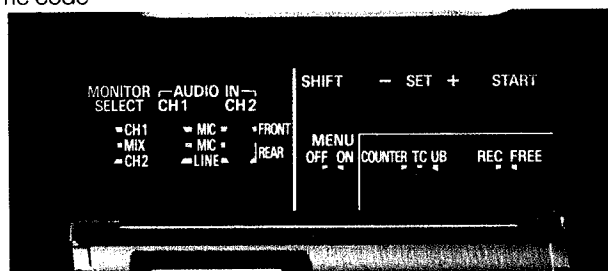 me code
MONITOR SELECT
AUDIO IN
CH1 CH2
CH1 MIC FRONT
MIX MIC REAR
CH2 LINE
SHIFT - SET + START
MENU
OFF ON COUNTER TC UB REC FREE